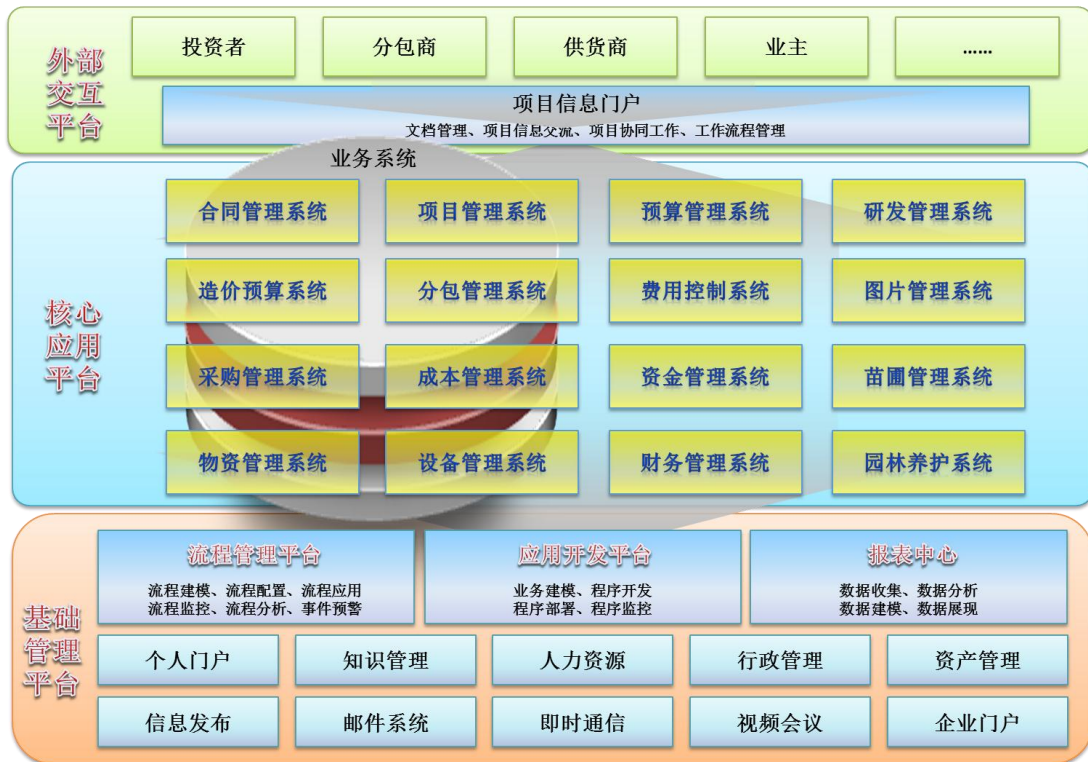 外部
交互
平台
投资者
分包商
供货商
业主
......
项目信息门户
文档管理、项目信息交流、项目协同工作、工作流程管理
业务系统
核心
应用
平台
合同管理系统
项目管理系统
预算管理系统
研发管理系统
造价预算系统
分包管理系统
费用控制系统
图片管理系统
采购管理系统
成本管理系统
资金管理系统
苗圃管理系统
物资管理系统
设备管理系统
财务管理系统
园林养护系统
基础
管理
平台
流程管理平台
流程建模、流程配置、流程应用
流程监控、流程分析、事件预警
应用开发平台
业务建模、程序开发
程序部署、程序监控
报表中心
数据收集、数据分析
数据建模、数据展现
个人门户
知识管理
人力资源
行政管理
资产管理
信息发布
邮件系统
即时通信
视频会议
企业门户